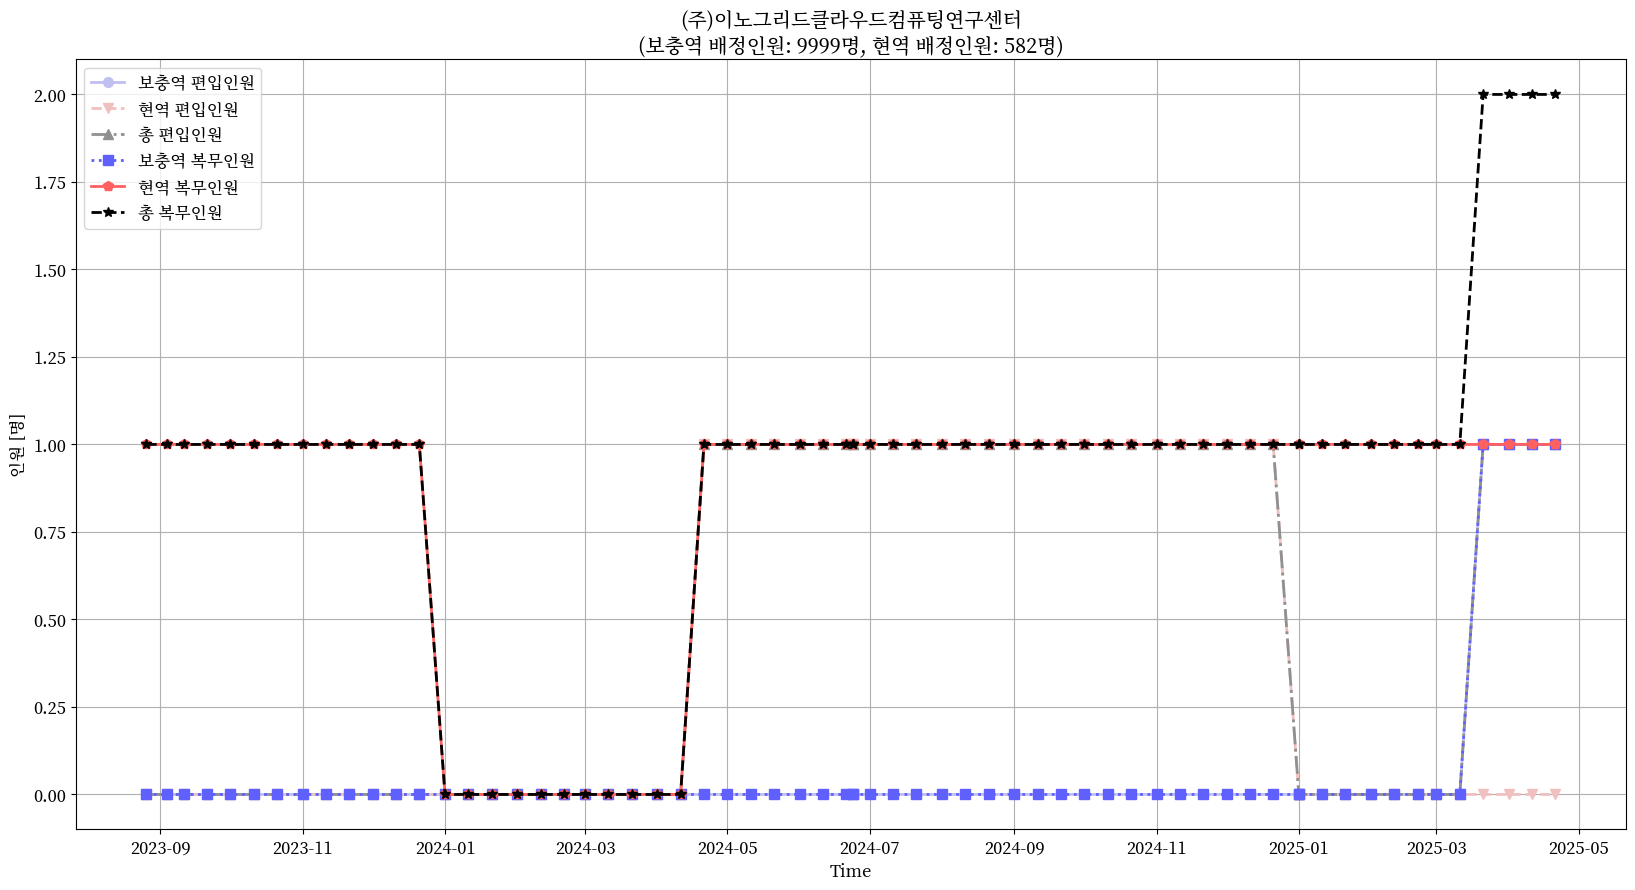 (주)이노그리드클라우드컴퓨팅연구센터
(보충역 배정인원: 9999명, 현역 배정인원: 582명)
보충역 편입인원
현역 편입인원
총 편입인원
보충역 복무인원
현역 복무인원
총 복무인원
인원 [명]
2.00
1.75
1.50
1.25
1.00
0.75
0.50
0.25
0.00
2023-09
2023-11
2024-01
2024-03
2024-05
2024-07
2024-09
2024-11
2025-01
2025-03
2025-05
Time